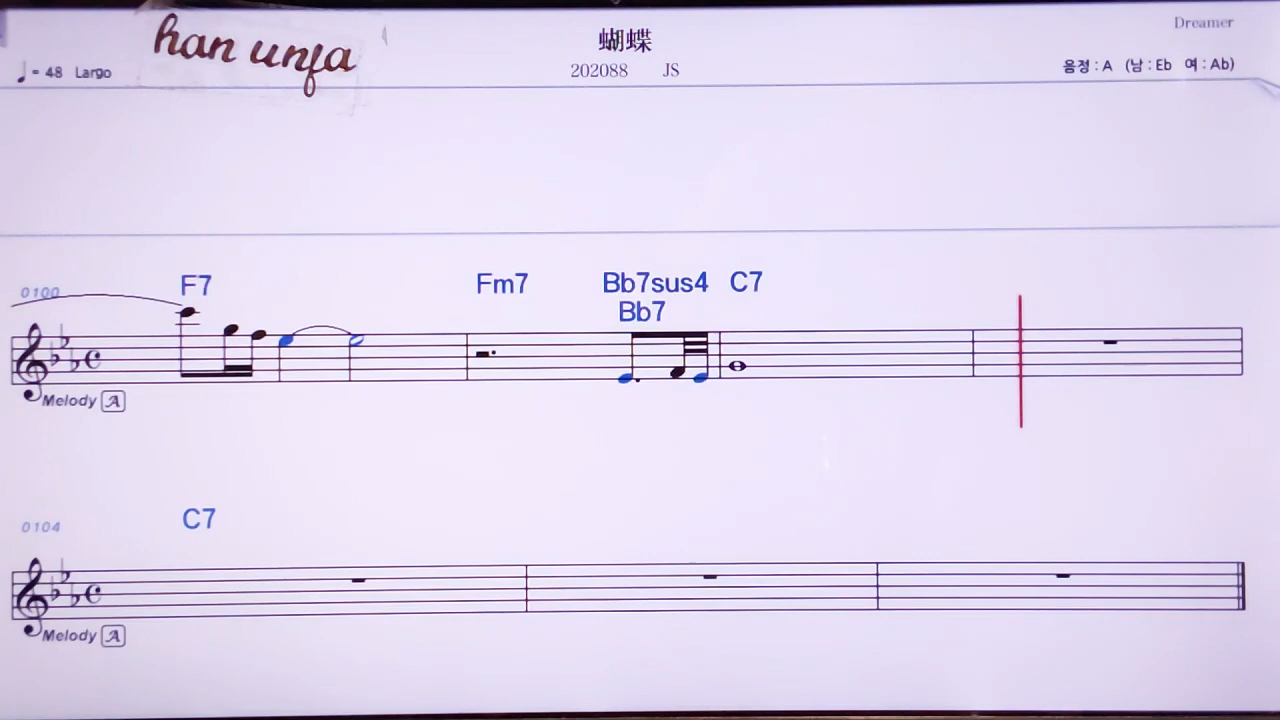 han unja
蝴蝶
Dreamer
♩= 48 Largo
202088 JS
음정 : A (남 : Eb 여 : Ab)
0100
F7 Fm7 Bb7sus4 C7
Bb7
Melody A
0104
C7
Melody A